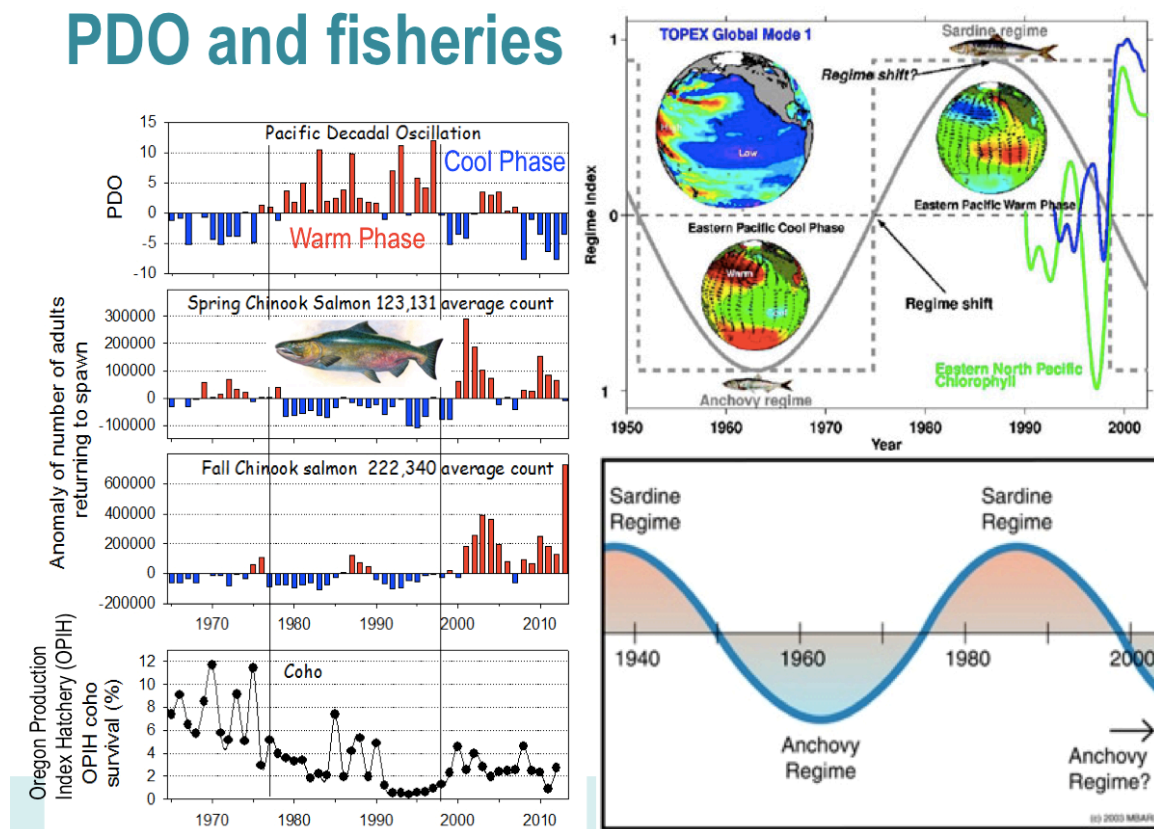 PDO and fisheries
Pacific Decadal Oscillation
Cool Phase
Warm Phase
PDO
15
10
5
0
-5
-10
Spring Chinook Salmon 123,131 average count
300000
200000
100000
0
-100000
Anomaly of number of adults
returning to spawn
Fall Chinook salmon 222,340 average count
600000
400000
200000
0
-200000
1970
1980
1990
2000
2010
Coho
Oregon Production
Index Hatchery (OPIH)
OPIH coho
survival (%)
12
10
8
6
4
2
0
1970
1980
1990
2000
2010
TOPEX Global Mode 1
Sardine regime
Regime shift?
Low
Eastern Pacific Warm Phase
Eastern Pacific Cool Phase
Warm
Regime shift
Eastern North Pacific
Chlorophyll
Anchovy regime
Regime Index
1
0
1
1950
1960
1970
1980
1990
2000
Year
Sardine
Regime
Sardine
Regime
1940
1960
1980
2000
Anchovy
Regime
Anchovy
Regime?